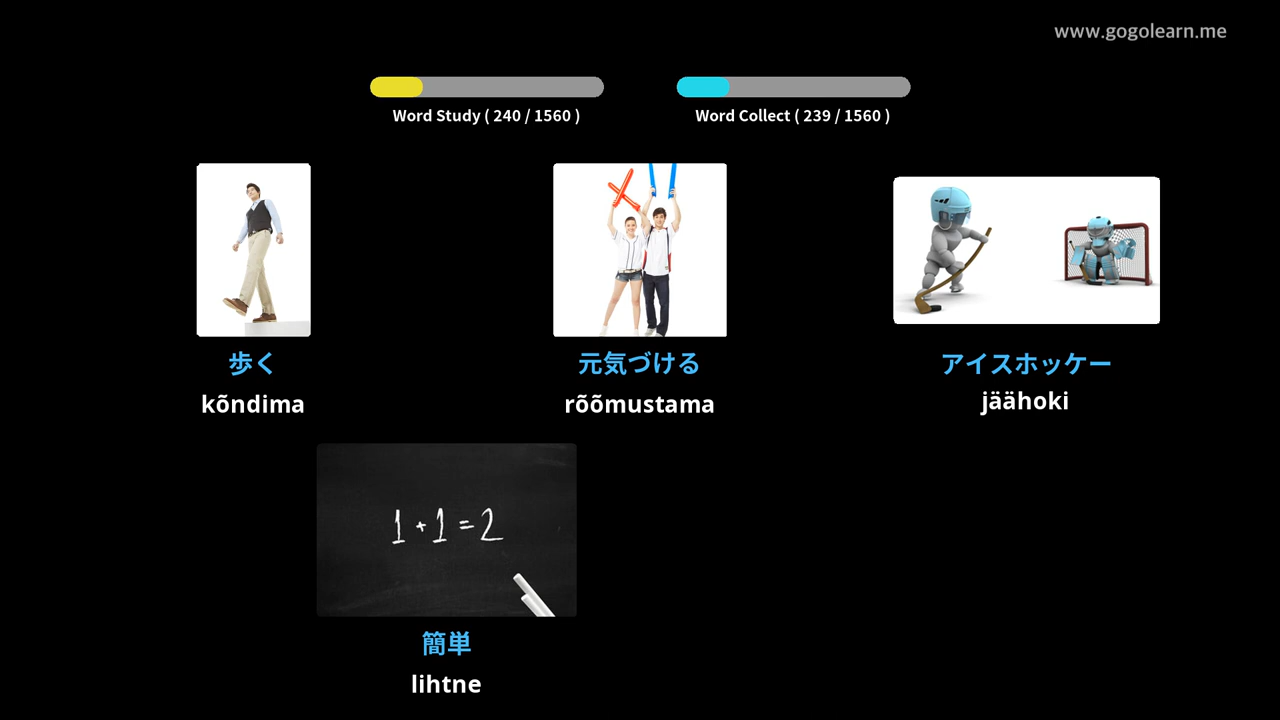 www.gogolearn.me
Word Study ( 240 / 1560 )
Word Collect ( 239 / 1560 )
歩く
kõndima
元気づける
rõõmustama
アイスホッケー
jäähoki
1+1=2
簡単
lihtne